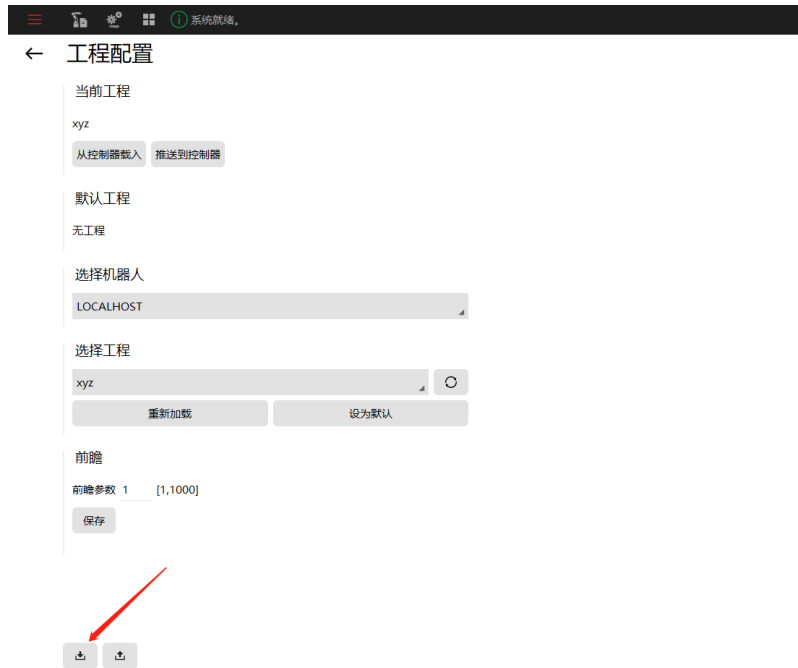 系统就绪。
工程配置
当前工程
xyz
从控制器载入 推送到控制器
默认工程
无工程
选择机器人
LOCALHOST
选择工程
xyz
重新加载 设为默认
前瞻
前瞻参数 1 [1,1000]
保存